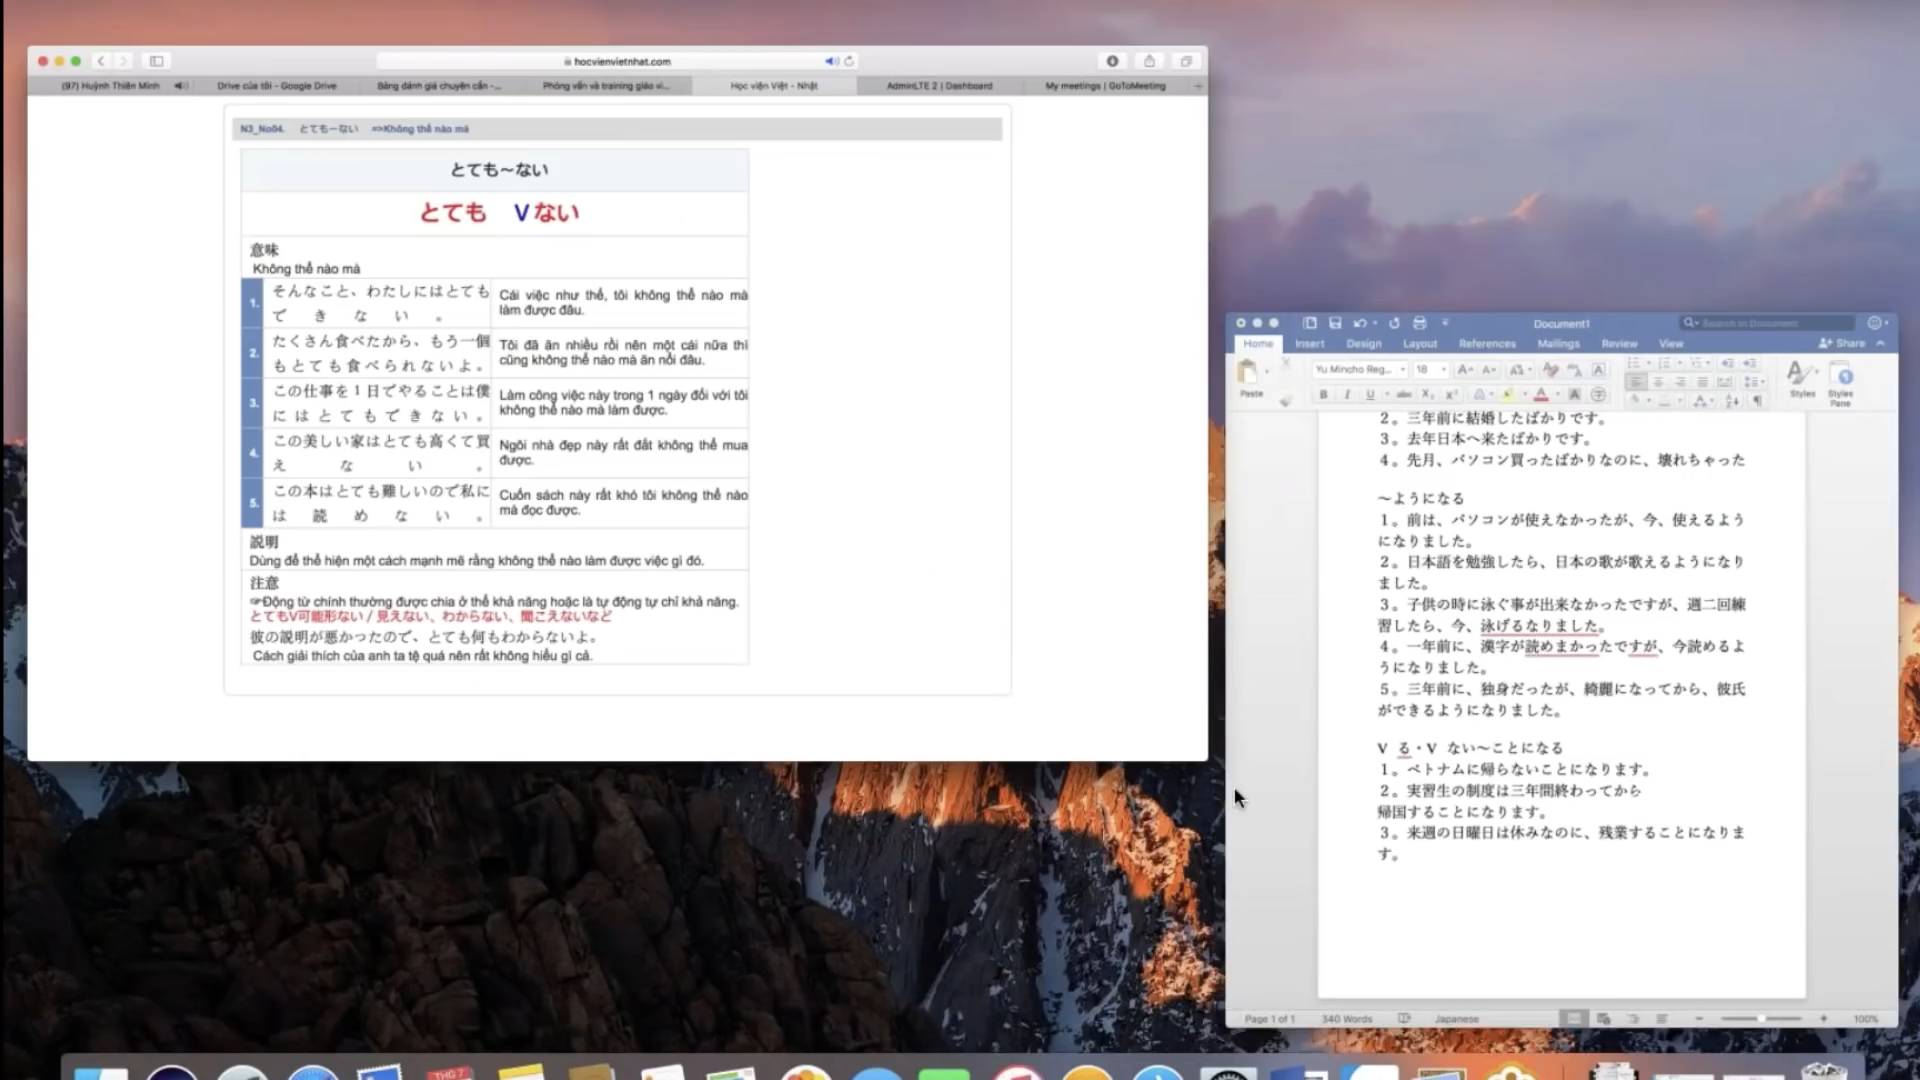 hocvienvietnhat.com
(97) Huỳnh Thiên Minh
Drive của tôi - Google Drive
Bảng đánh giá chuyên cần -...
Phỏng vấn và training giáo vi...
Học viện Việt - Nhật
AdminLTE 2 | Dashboard
My meetings | GoToMeeting
N3_No04. とても〜ない =>Không thể nào mà
とても〜ない
とても Vない
意味
Không thể nào mà
1. そんなこと、わたしにはとても
できない。
Cái việc như thế, tôi không thể nào mà
làm được đâu.
2. たくさん食べたから、もう一個
もとても食べられないよ。
Tôi đã ăn nhiều rồi nên một cái nữa thì
cũng không thể nào mà ăn nổi đâu.
3. この仕事を1日でやることは僕
にはとてもできない。
Làm công việc này trong 1 ngày đối với tôi
không thể nào mà làm được.
4. この美しい家はとても高くて買
えない。
Ngôi nhà đẹp này rất đắt không thể mua
được.
5. この本はとても難しいので私に
は読めない。
Cuốn sách này rất khó tôi không thể nào
mà đọc được.
説明
Dùng để thể hiện một cách mạnh mẽ rằng không thể nào làm được việc gì đó.
注意
☞Động từ chính thường được chia ở thể khả năng hoặc là tự động tự chỉ khả năng.
とてもV可能形ない / 見えない、わからない、聞こえないなど
彼の説明が悪かったので、とても何もわからないよ。
Cách giải thích của anh ta tệ quá nên rất không hiểu gì cả.
Document1
Search in Document
Home Insert Design Layout References Mailings Review View
Share
Paste
Yu Mincho Reg... 18
Styles
Styles
Pane
2。三年前に結婚したばかりです。
3。去年日本へ来たばかりです。
4。先月、パソコン買ったばかりなのに、壊れちゃった
〜ようになる
1。前は、パソコンが使えなかったが、今、使えるよう
になりました。
2。日本語を勉強したら、日本の歌が歌えるようになり
ました。
3。子供の時に泳ぐ事が出来なかったですが、週二回練
習したら、今、泳げるなりました。
4。一年前に、漢字が読めまかったですが、今読めるよ
うになりました。
5。三年前に、独身だったが、綺麗になってから、彼氏
ができるようになりました。
V る・V ない〜ことになる
1。ベトナムに帰らないことになります。
2。実習生の制度は三年間終わってから
帰国することになります。
3。来週の日曜日は休みなのに、残業することになりま
す。
Page 1 of 1
340 Words
Japanese
100%
THG 7